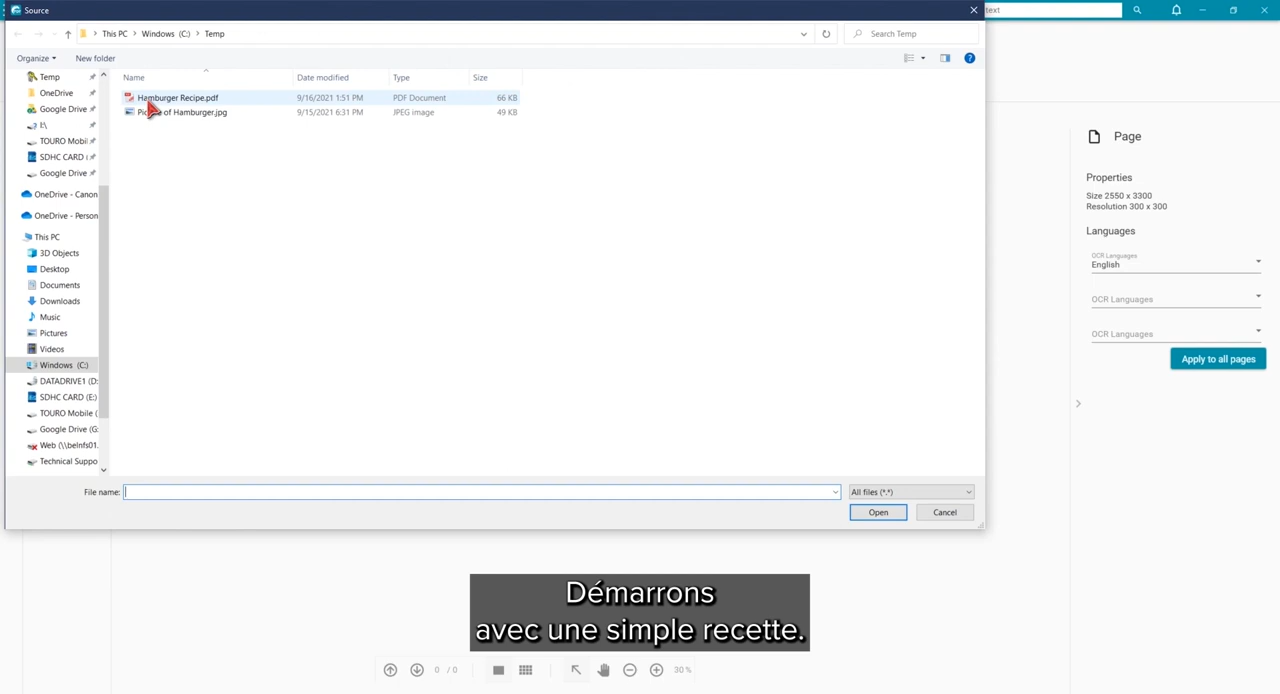 Source
text
This PC > Windows (C:) > Temp
Search Temp
Organize
New folder
Name
Date modified
Type
Size
Hamburger Recipe.pdf
9/16/2021 1:51 PM
PDF Document
66 KB
of Hamburger.jpg
9/15/2021 6:31 PM
JPEG image
49 KB
Temp
OneDrive
Google Drive
I:\
TOURO Mobil
SDHC CARD
Google Drive
OneDrive - Canon
OneDrive - Person
This PC
3D Objects
Desktop
Documents
Downloads
Music
Pictures
Videos
Windows (C:)
DATADRIVE1 (D:
SDHC CARD (E:)
TOURO Mobile (
Google Drive (G:
Web (\\belnfs01.
Technical Suppo
File name:
All files (*.*)
Open
Cancel
Page
Properties
Size 2550 x 3300
Resolution 300 x 300
Languages
OCR Languages
English
OCR Languages
OCR Languages
Apply to all pages
Démarrons
avec une simple recette.
0 / 0
30 %